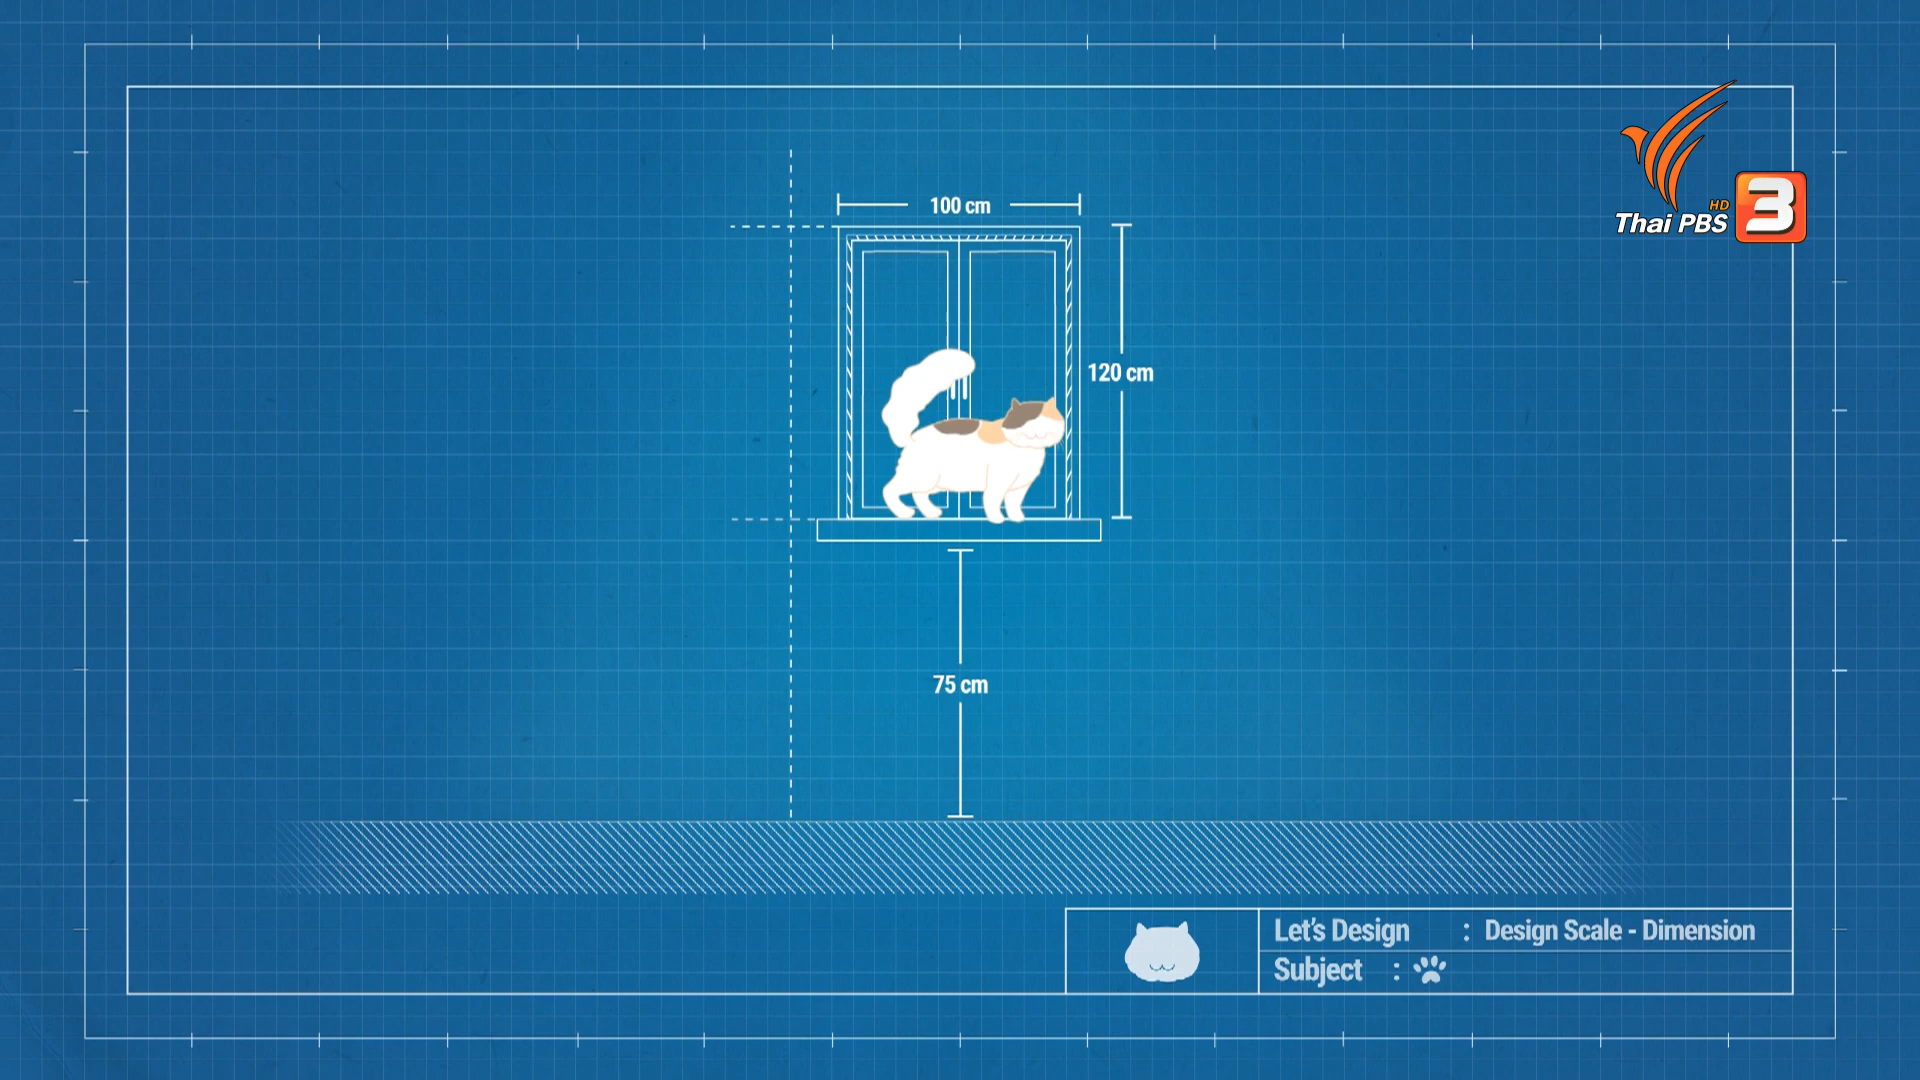 100 cm
120 cm
75 cm
HD
Thai PBS 3
Let's Design : Design Scale - Dimension
Subject :